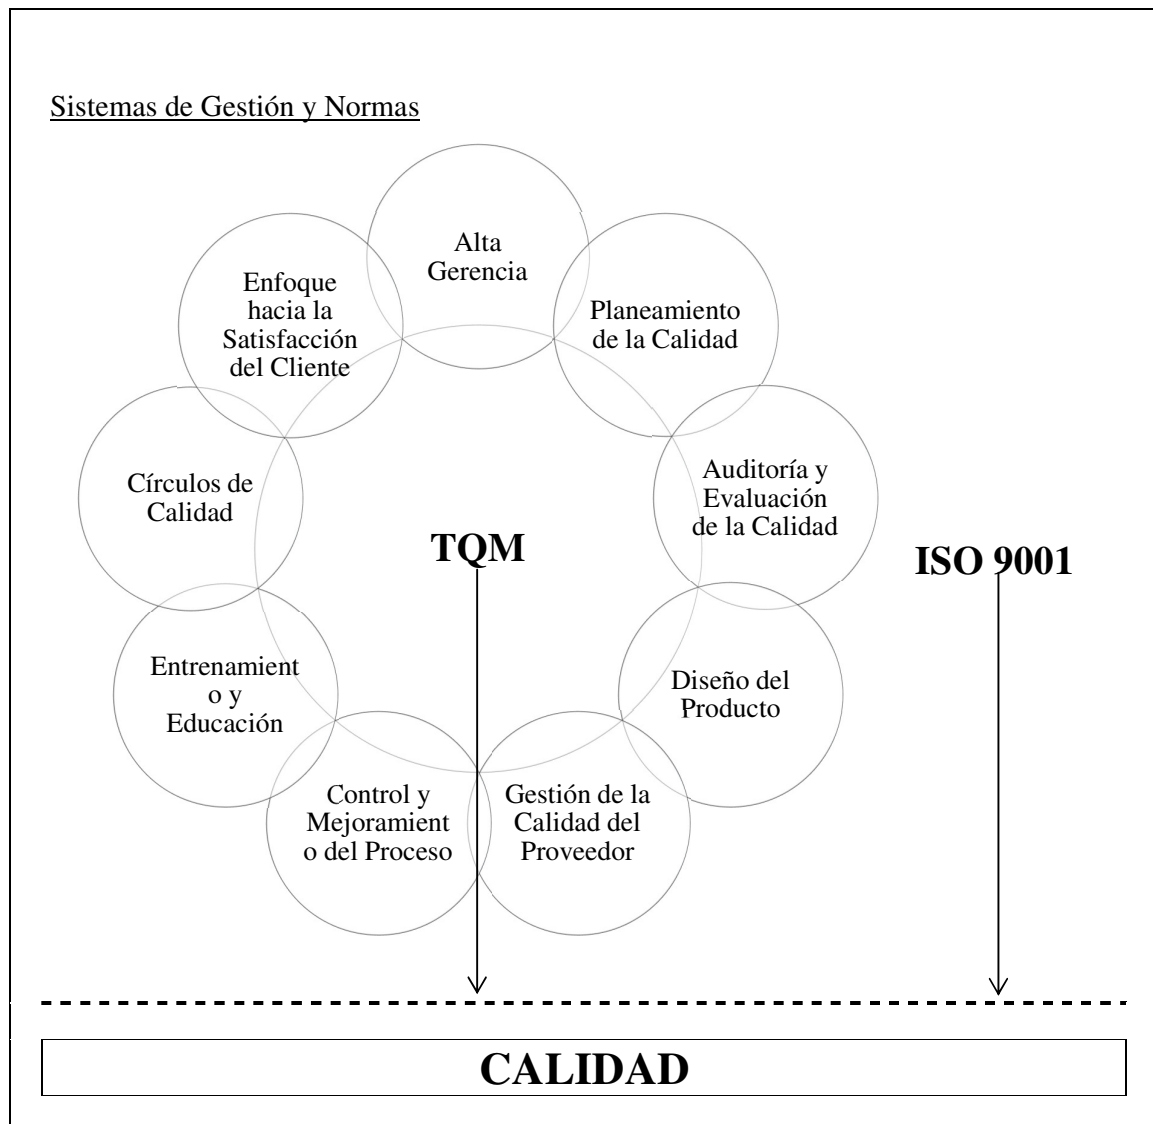 Sistemas de Gestión y Normas
Alta
Gerencia
Planeamiento
de la Calidad
Auditoría y
Evaluación
de la Calidad
Diseño del
Producto
Gestión de la
Calidad del
Proveedor
Control y
Mejoramient
o del Proceso
Entrenamient
o y
Educación
Círculos de
Calidad
Enfoque
hacia la
Satisfacción
del Cliente
TQM
ISO 9001
CALIDAD